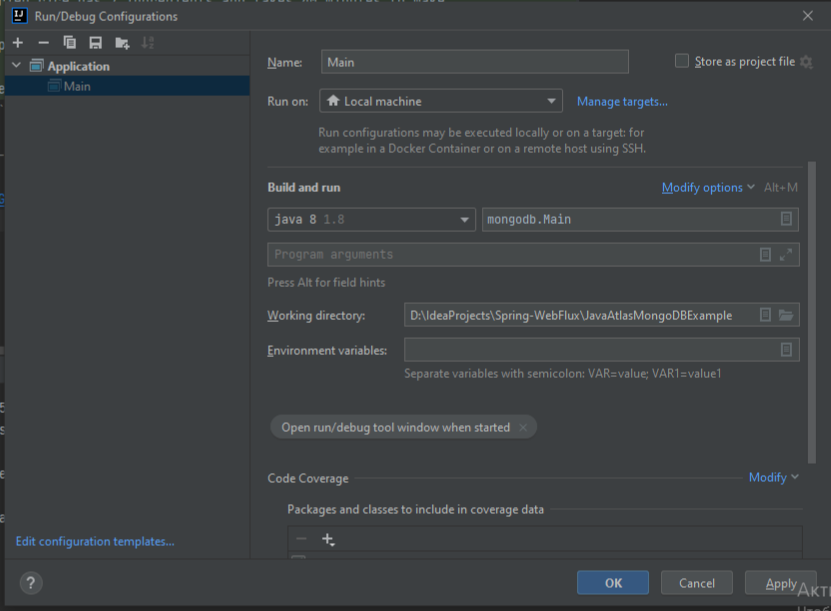 Run/Debug Configurations
Application
Main
Name: Main
Store as project file
Run on: Local machine
Manage targets...
Run configurations may be executed locally or on a target: for
example in a Docker Container or on a remote host using SSH.
Build and run
Modify options Alt+M
java 8 1.8
mongodb.Main
Program arguments
Press Alt for field hints
Working directory: D:\IdeaProjects\Spring-WebFlux\JavaAtlasMongoDBExample
Environment variables:
Separate variables with semicolon: VAR=value; VAR1=value1
Open run/debug tool window when started
Code Coverage
Modify
Packages and classes to include in coverage data
Edit configuration templates...
?
OK
Cancel
Apply